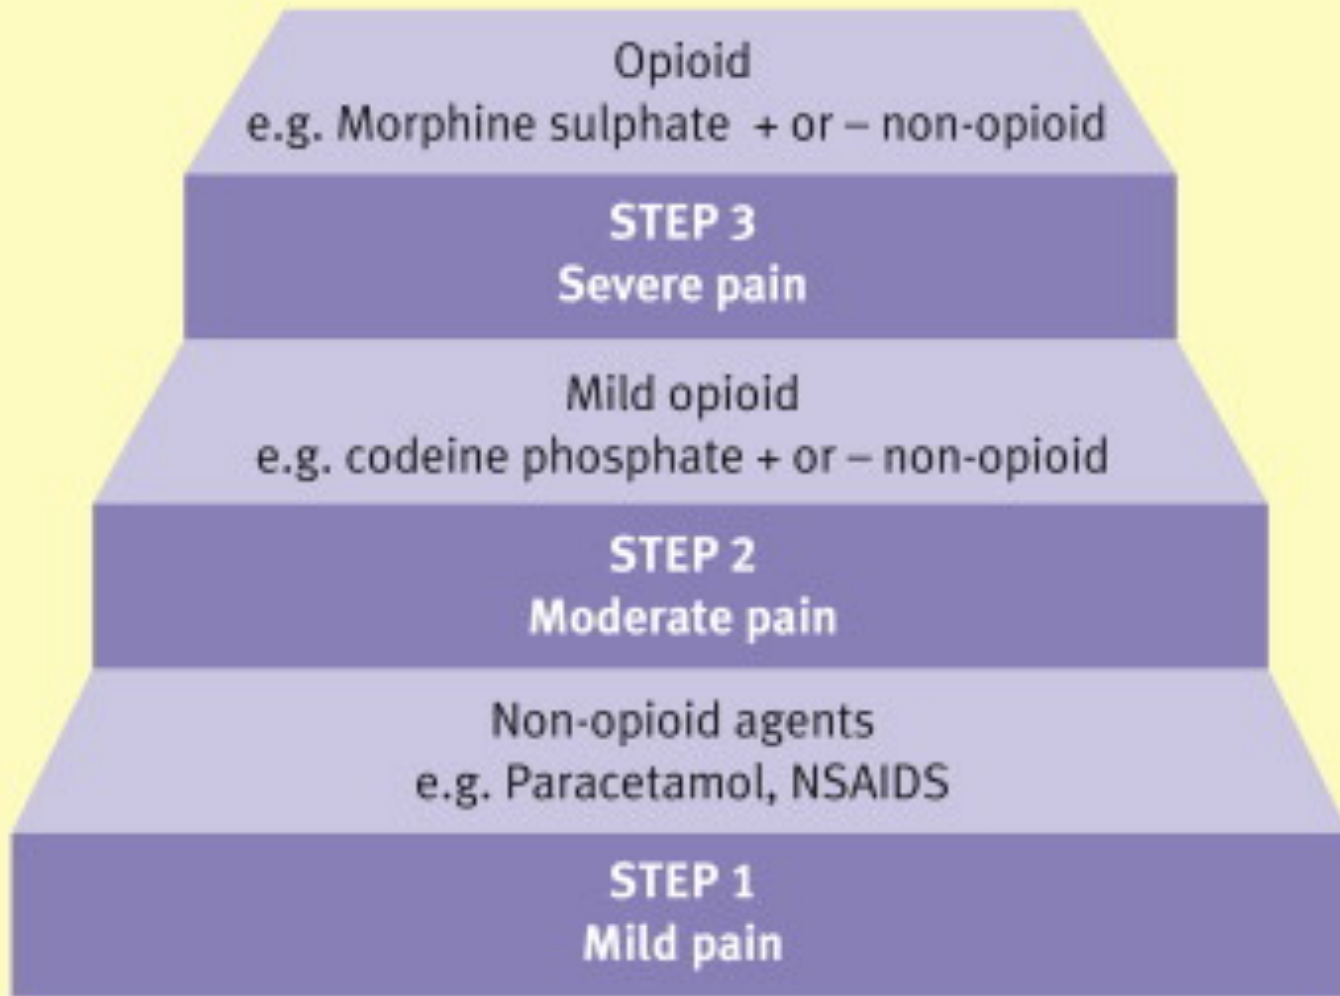 Opioid
e.g. Morphine sulphate + or – non-opioid
STEP 3
Severe pain
Mild opioid
e.g. codeine phosphate + or – non-opioid
STEP 2
Moderate pain
Non-opioid agents
e.g. Paracetamol, NSAIDS
STEP 1
Mild pain